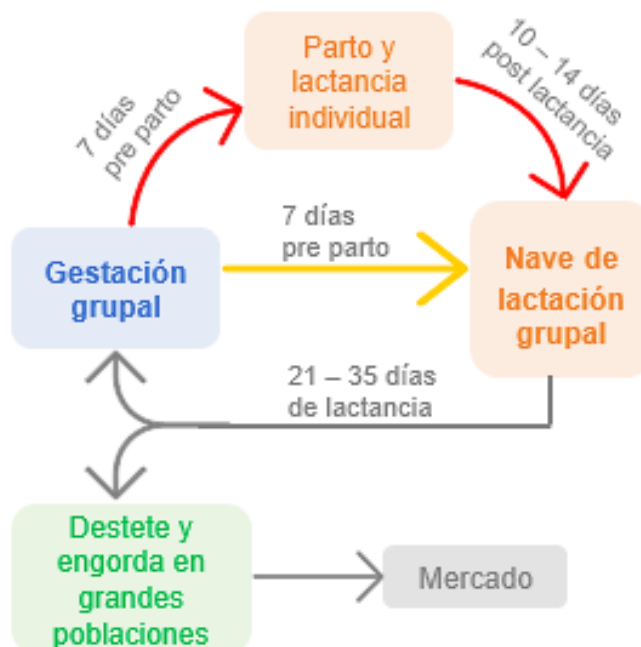 Parto y
lactancia
individual
7 días
pre parto
10 – 14 días
post lactancia
7 días
pre parto
Gestación
grupal
Nave de
lactación
grupal
21 – 35 días
de lactancia
Destete y
engorda en
grandes
poblaciones
Mercado